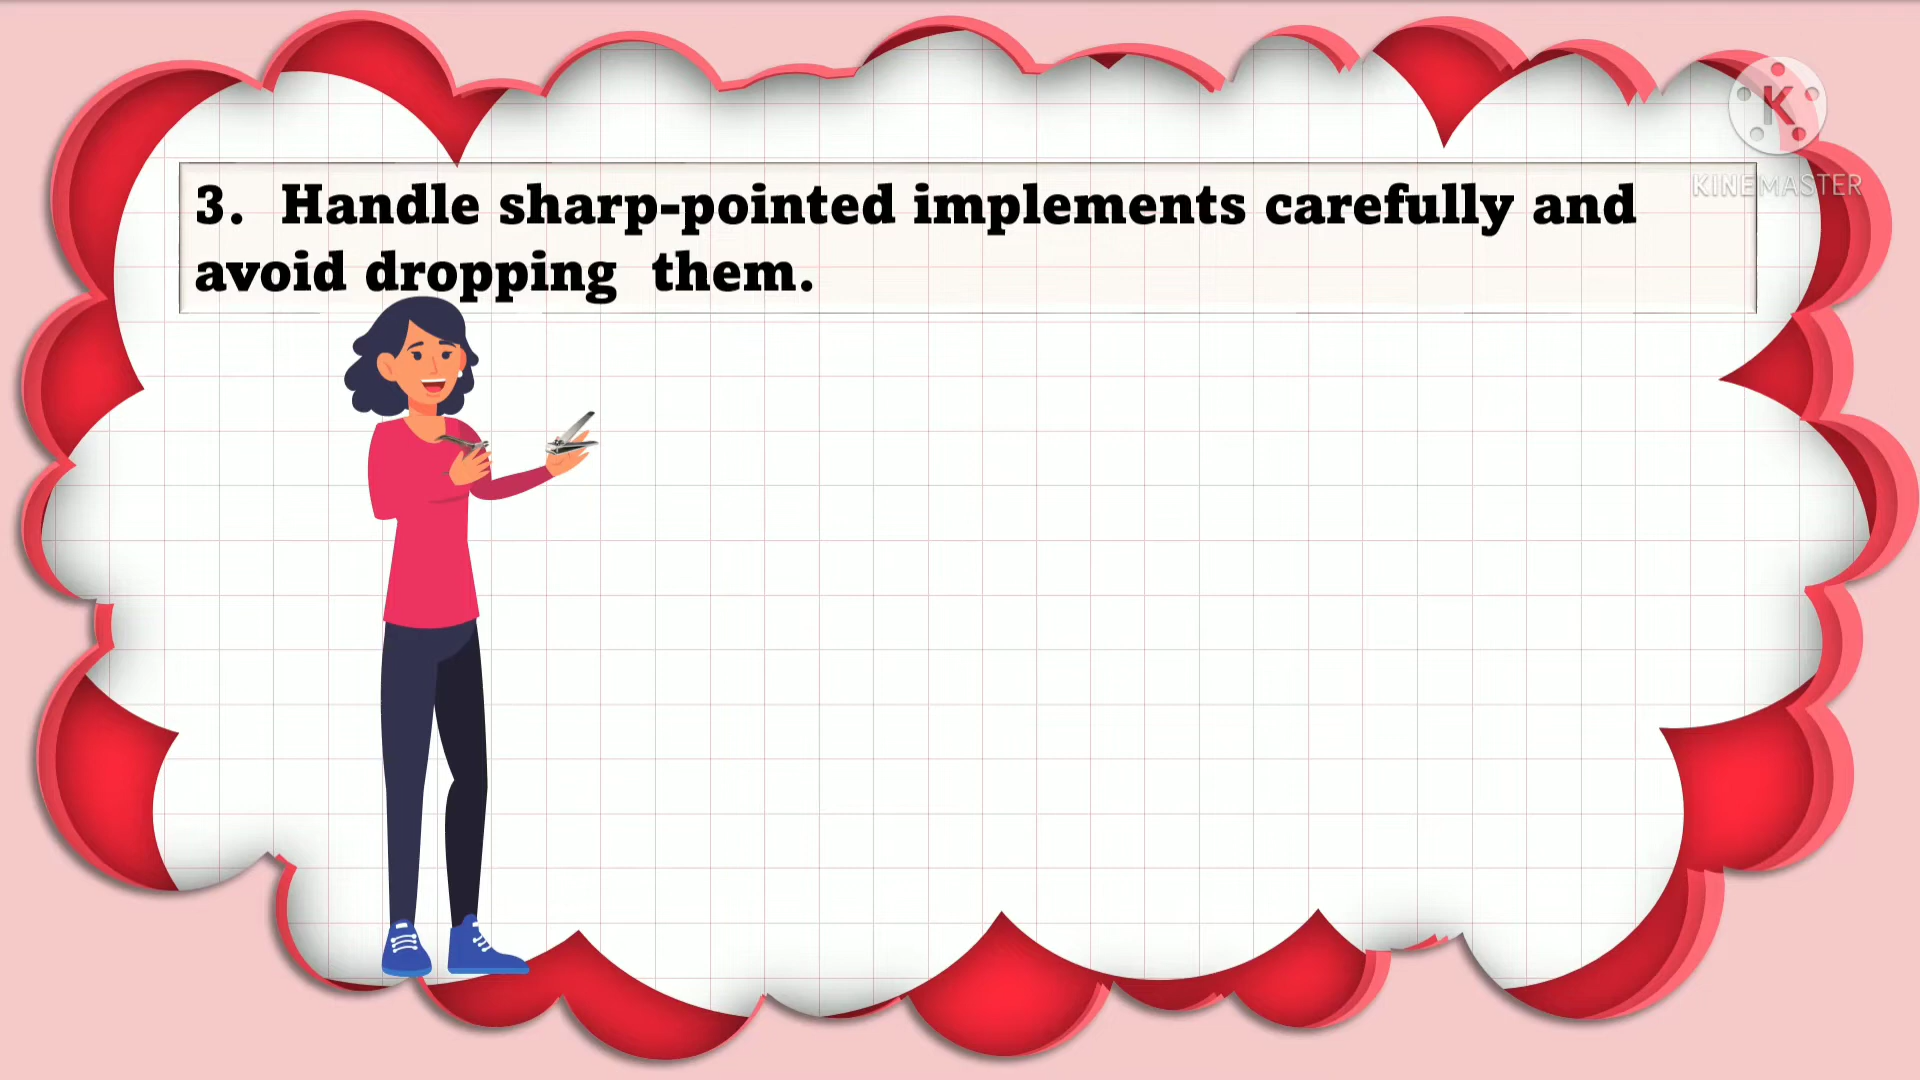 3.  Handle sharp-pointed implements carefully and
avoid dropping  them.
K
KINEMASTER